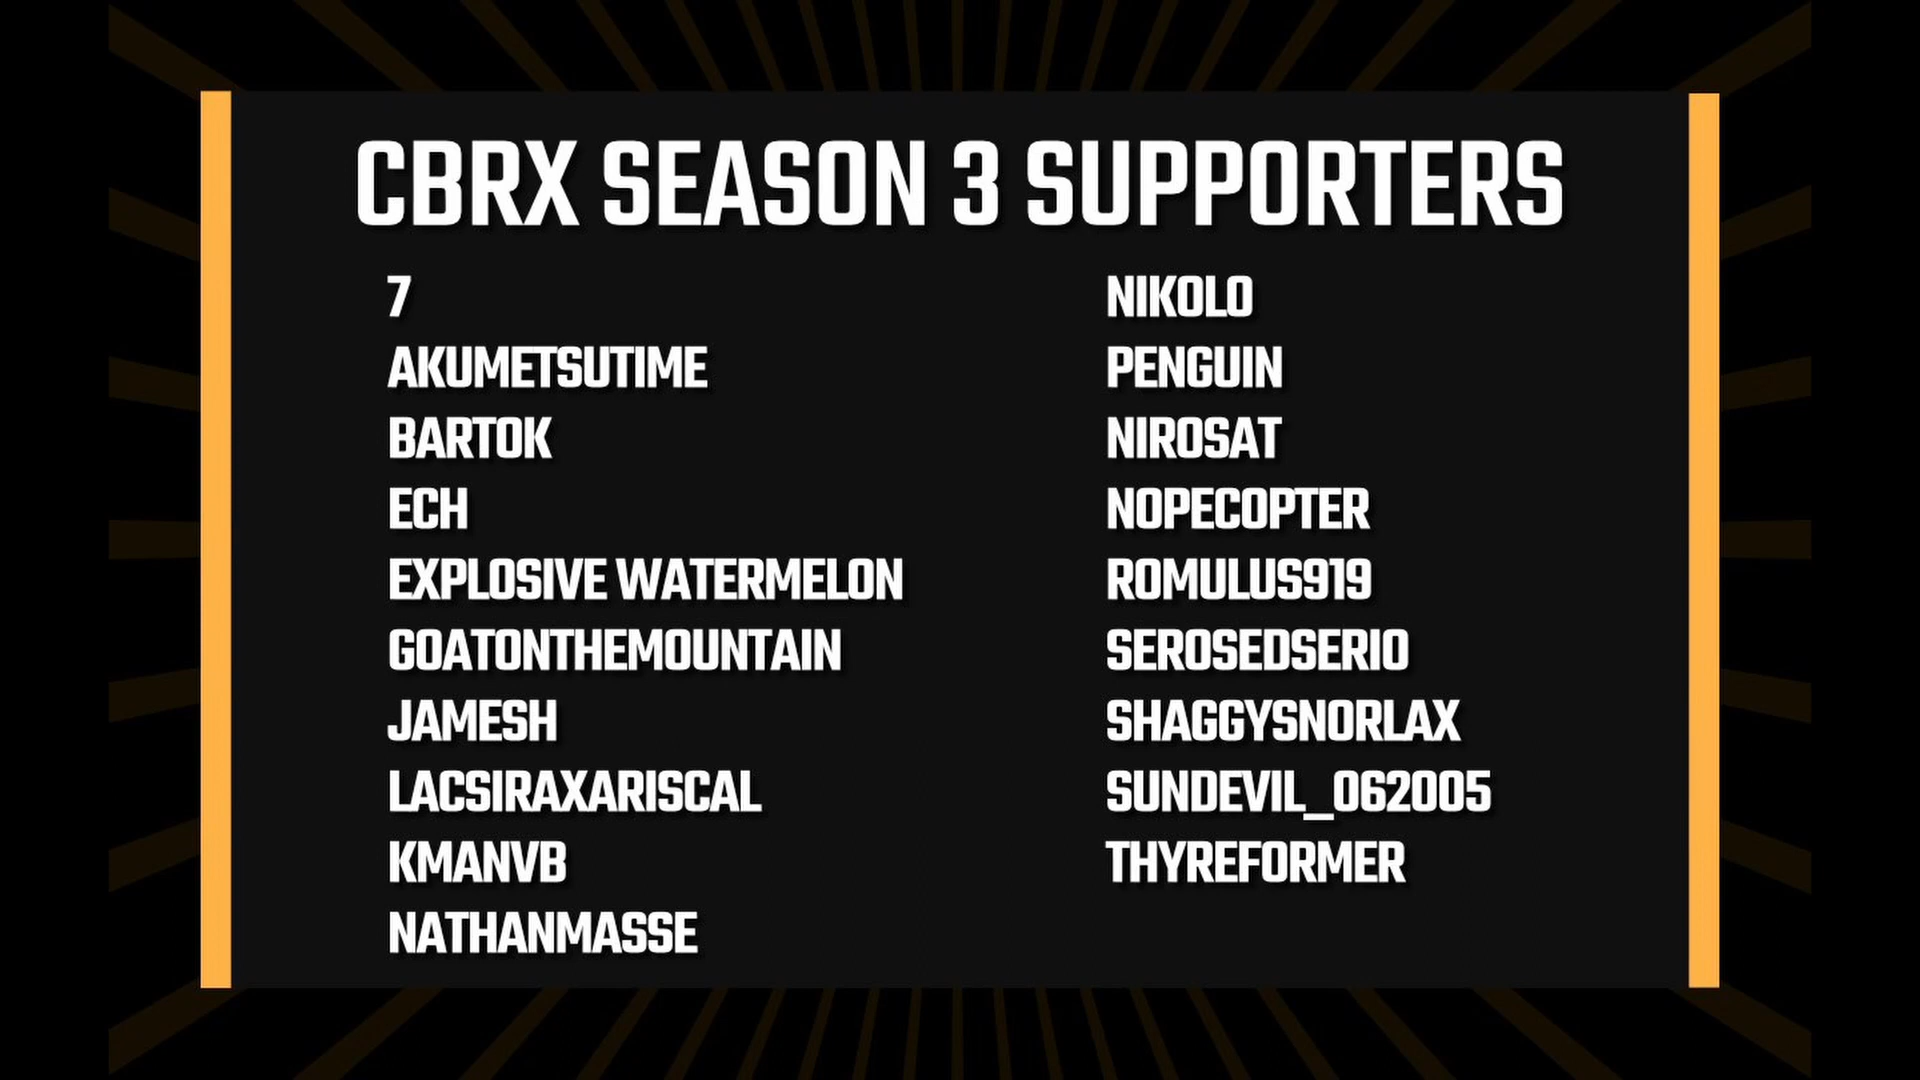 CBRX SEASON 3 SUPPORTERS
7
AKUMETSUTIME
BARTOK
ECH
EXPLOSIVE WATERMELON
GOATONTHEMOUNTAIN
JAMESH
LACSIRAXARISCAL
KMANVB
NATHANMASSE
NIKOLO
PENGUIN
NIROSAT
NOPECOPTER
ROMULUS919
SEROSEDSERIO
SHAGGYSNORLAX
SUNDEVIL_062005
THYREFORMER